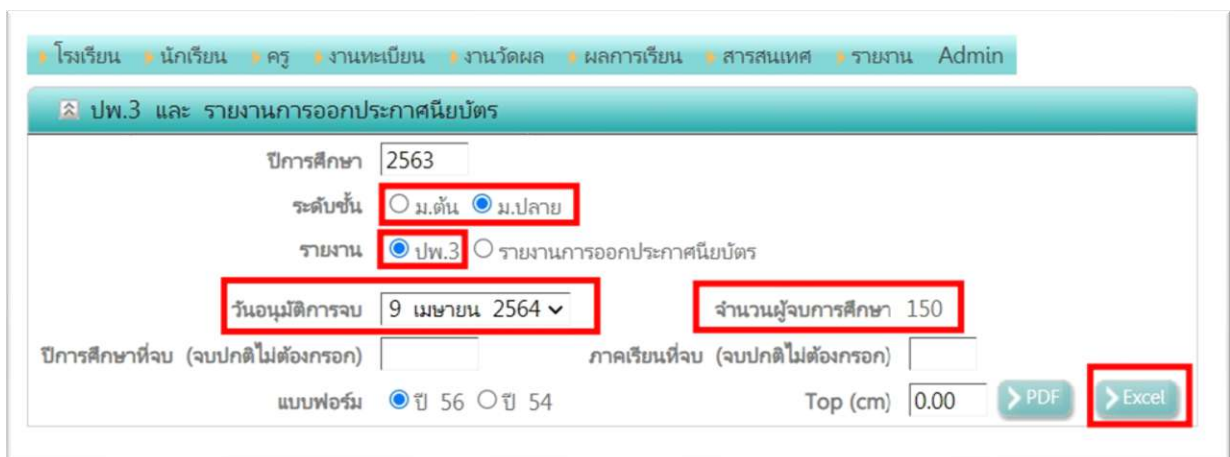 โรงเรียน นักเรียน ครู งานทะเบียน งานวัดผล ผลการเรียน สารสนเทศ รายงาน Admin
ปพ.3 และ รายงานการออกประกาศนียบัตร
ปีการศึกษา 2563
ระดับชั้น ม.ต้น ม.ปลาย
รายงาน ปพ.3 รายงานการออกประกาศนียบัตร
วันอนุมัติการจบ 9 เมษายน 2564 จำนวนผู้จบการศึกษา 150
ปีการศึกษาที่จบ (จบปกติไม่ต้องกรอก) ภาคเรียนที่จบ (จบปกติไม่ต้องกรอก)
แบบฟอร์ม ปี 56 ปี 54 Top (cm) 0.00 PDF Excel